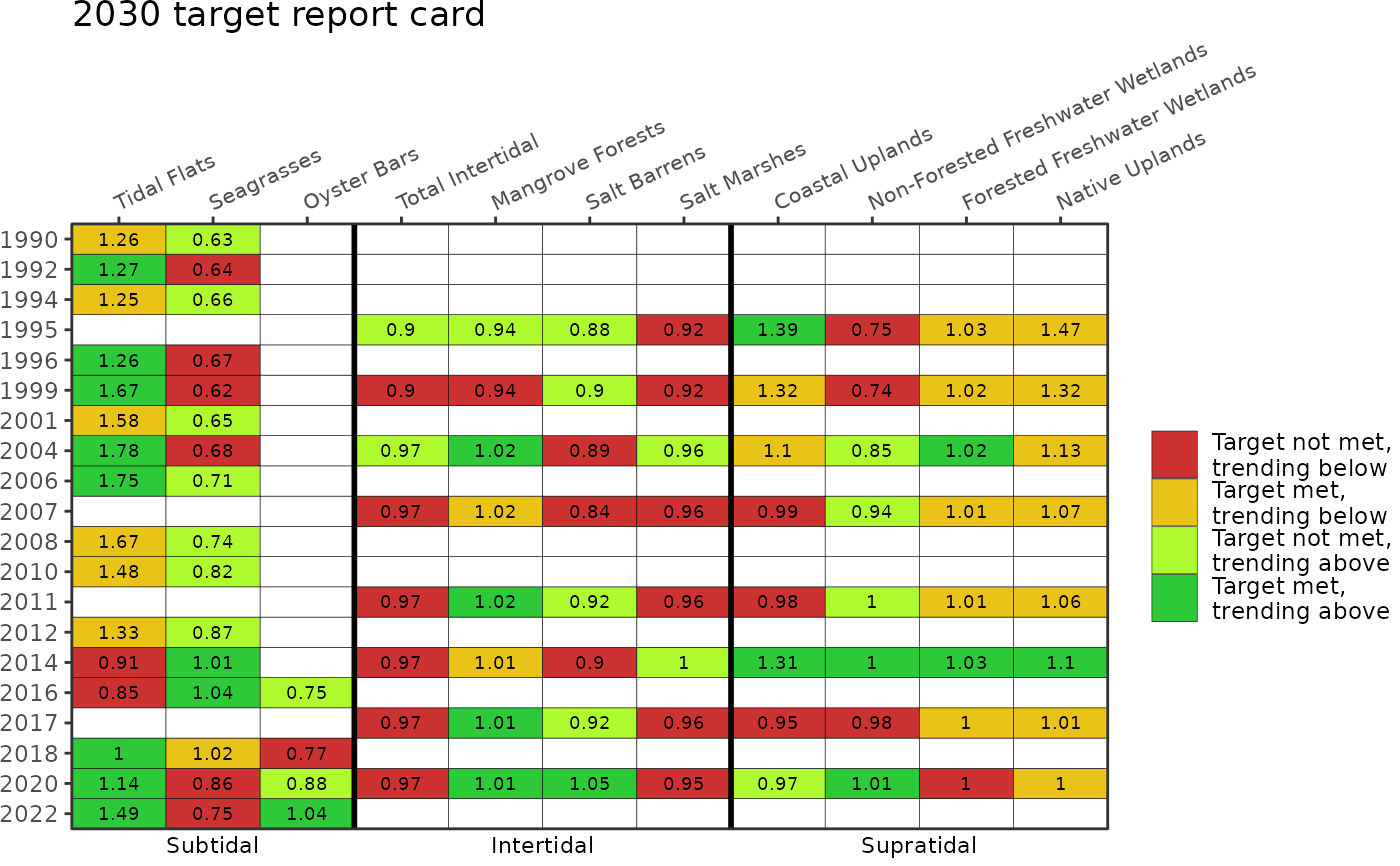 2030 target report card
Tidal Flats
Seagrasses
Oyster Bars
Total Intertidal
Mangrove Forests
Salt Barrens
Salt Marshes
Coastal Uplands
Non-Forested Freshwater Wetlands
Forested Freshwater Wetlands
Native Uplands
1990 1.26 0.63
1992 1.27 0.64
1994 1.25 0.66
1995 0.9 0.94 0.88 0.92 1.39 0.75 1.03 1.47
1996 1.26 0.67
1999 1.67 0.62 0.9 0.94 0.9 0.92 1.32 0.74 1.02 1.32
2001 1.58 0.65
2004 1.78 0.68 0.97 1.02 0.89 0.96 1.1 0.85 1.02 1.13
2006 1.75 0.71
2007 0.97 1.02 0.84 0.96 0.99 0.94 1.01 1.07
2008 1.67 0.74
2010 1.48 0.82
2011 0.97 1.02 0.92 0.96 0.98 1 1.01 1.06
2012 1.33 0.87
2014 0.91 1.01 0.97 1.01 0.9 1 1.31 1 1.03 1.1
2016 0.85 1.04 0.75
2017 0.97 1.01 0.92 0.96 0.95 0.98 1 1.01
2018 1 1.02 0.77
2020 1.14 0.86 0.88 0.97 1.01 1.05 0.95 0.97 1.01 1 1
2022 1.49 0.75 1.04
Subtidal Intertidal Supratidal
Target not met,
trending below
Target met,
trending below
Target not met,
trending above
Target met,
trending above